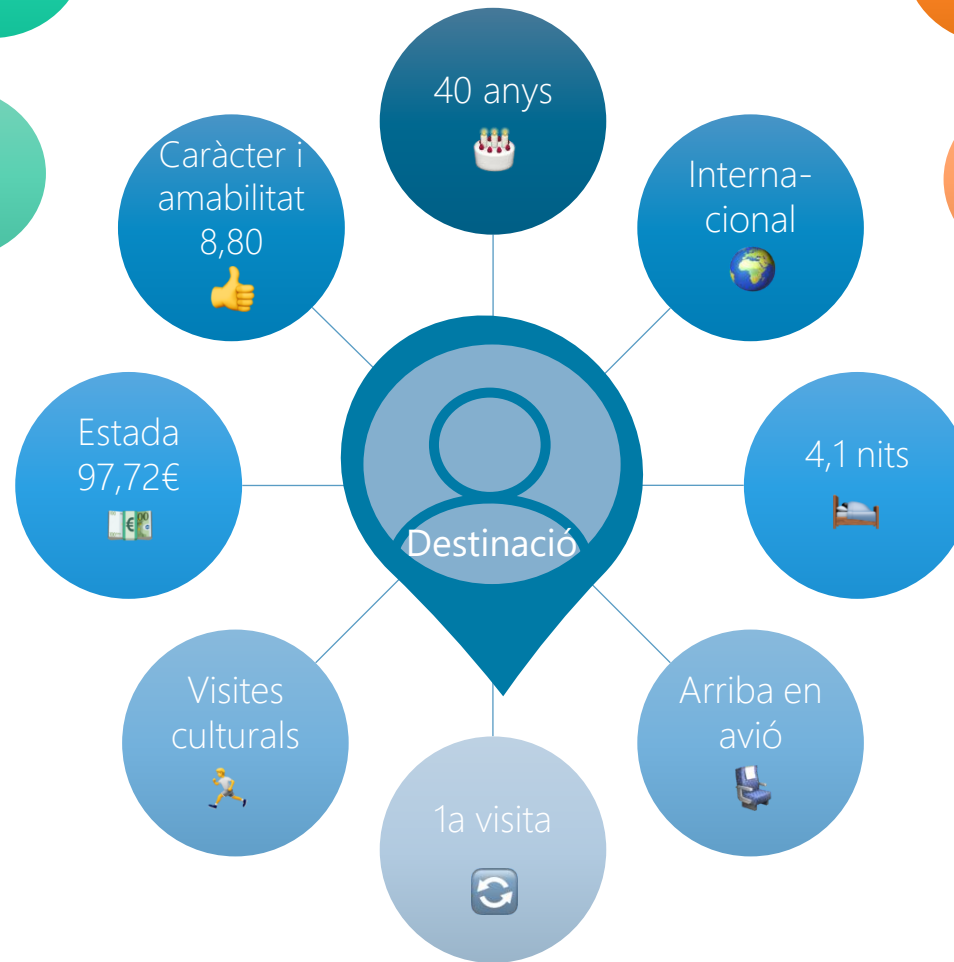 40 anys
Caràcter i
amabilitat
8,80
Interna-
cional
Estada
97,72€
4,1 nits
Destinació
Visites
culturals
Arriba en
avió
1a visita